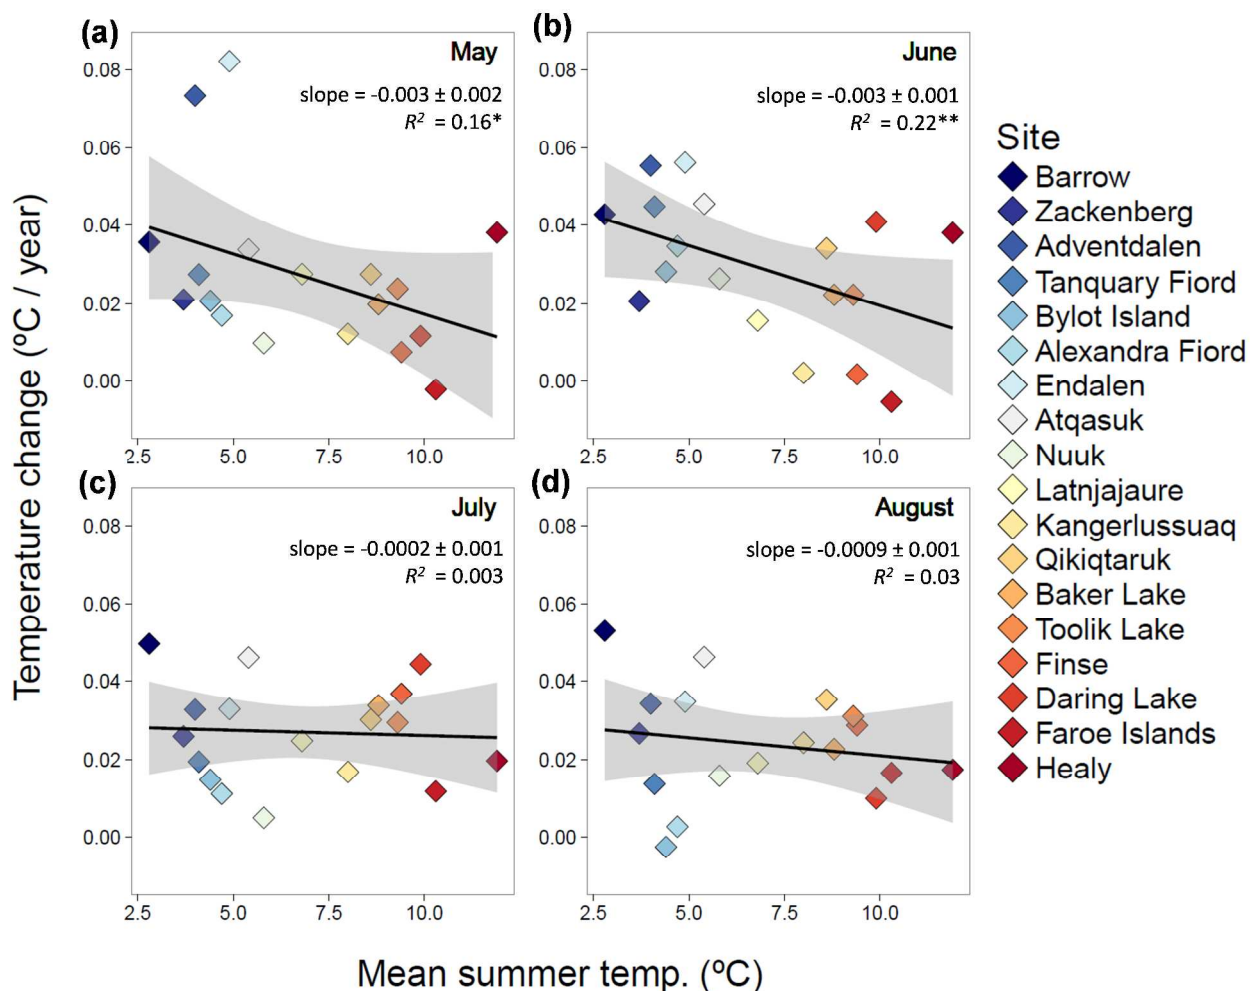 (a)
May
slope = -0.003 ± 0.002
R² = 0.16*
0.08
0.06
0.04
0.02
0.00
2.5 5.0 7.5 10.0
(b)
June
slope = -0.003 ± 0.001
R² = 0.22**
0.08
0.06
0.04
0.02
0.00
2.5 5.0 7.5 10.0
(c)
July
slope = -0.0002 ± 0.001
R² = 0.003
0.08
0.06
0.04
0.02
0.00
2.5 5.0 7.5 10.0
(d)
August
slope = -0.0009 ± 0.001
R² = 0.03
0.08
0.06
0.04
0.02
0.00
2.5 5.0 7.5 10.0
Temperature change (ºC / year)
Mean summer temp. (ºC)
Site
Barrow
Zackenberg
Adventdalen
Tanquary Fiord
Bylot Island
Alexandra Fiord
Endalen
Atqasuk
Nuuk
Latnjajaure
Kangerlussuaq
Qikiqtaruk
Baker Lake
Toolik Lake
Finse
Daring Lake
Faroe Islands
Healy